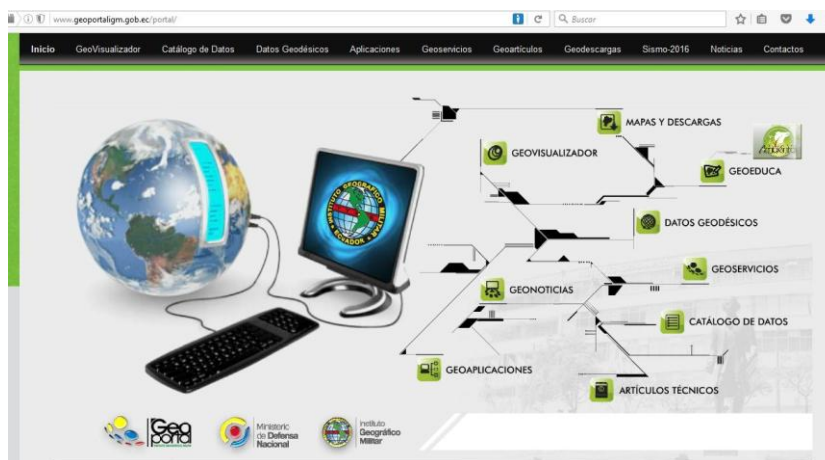 www.geoportaligm.gob.ec/portal/
Buscar
Inicio GeoVisualizador Catálogo de Datos Datos Geodésicos Aplicaciones Geoservicios Geoartículos Geodescargas Sismo-2016 Noticias Contactos
MAPAS Y DESCARGAS
GEOVISUALIZADOR
GEOEDUCA
INSTITUTO GEOGRAFICO MILITAR
ECUADOR
DATOS GEODÉSICOS
GEOSERVICIOS
GEONOTICIAS
CATÁLOGO DE DATOS
GEOAPLICACIONES
ARTÍCULOS TÉCNICOS
Geo
portal
Ministerio
de Defensa
Nacional
Instituto
Geográfico
Militar